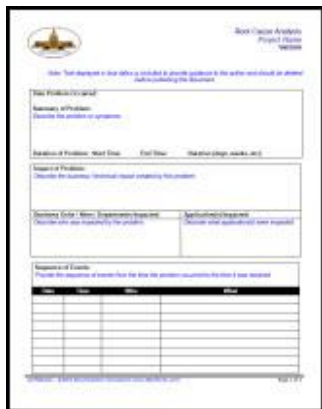 Root Cause Analysis
Project Name
Version
Note: Text displayed in blue italics is included to provide guidance to the author and should be deleted
before publishing the document.
Date Problem Occurred:
Summary of Problem:
Describe the problem or symptoms
Duration of Problem: Start Time End Time Duration (days, weeks, etc)
Impact of Problem:
Describe the business / technical impact created by this problem
Business Units / Users / Departments Impacted: Application(s) Impacted:
Describe who was impacted by the problem Describe what application(s) were impacted
Sequence of Events:
Provide the sequence of events from the time the problem occurred to the time it was resolved
Date Time Who What
Page 1 of